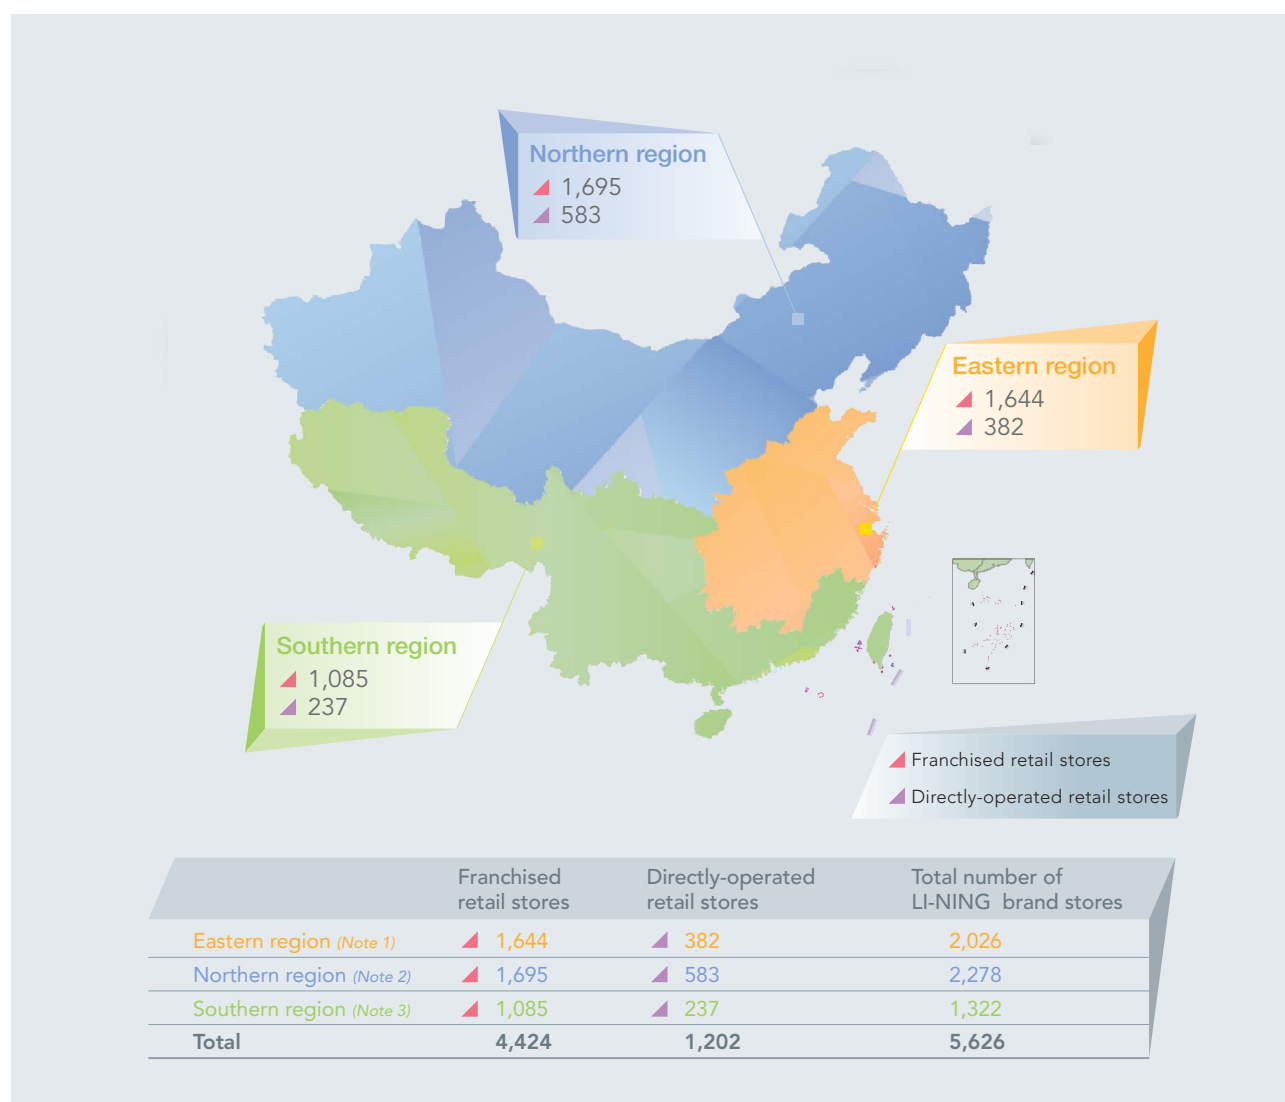 Northern region
1,695
583
Eastern region
1,644
382
Southern region
1,085
237
Franchised retail stores
Directly-operated retail stores
Franchised retail stores
Directly-operated retail stores
Total number of LI-NING brand stores
Eastern region (Note 1) 1,644 382 2,026
Northern region (Note 2) 1,695 583 2,278
Southern region (Note 3) 1,085 237 1,322
Total 4,424 1,202 5,626